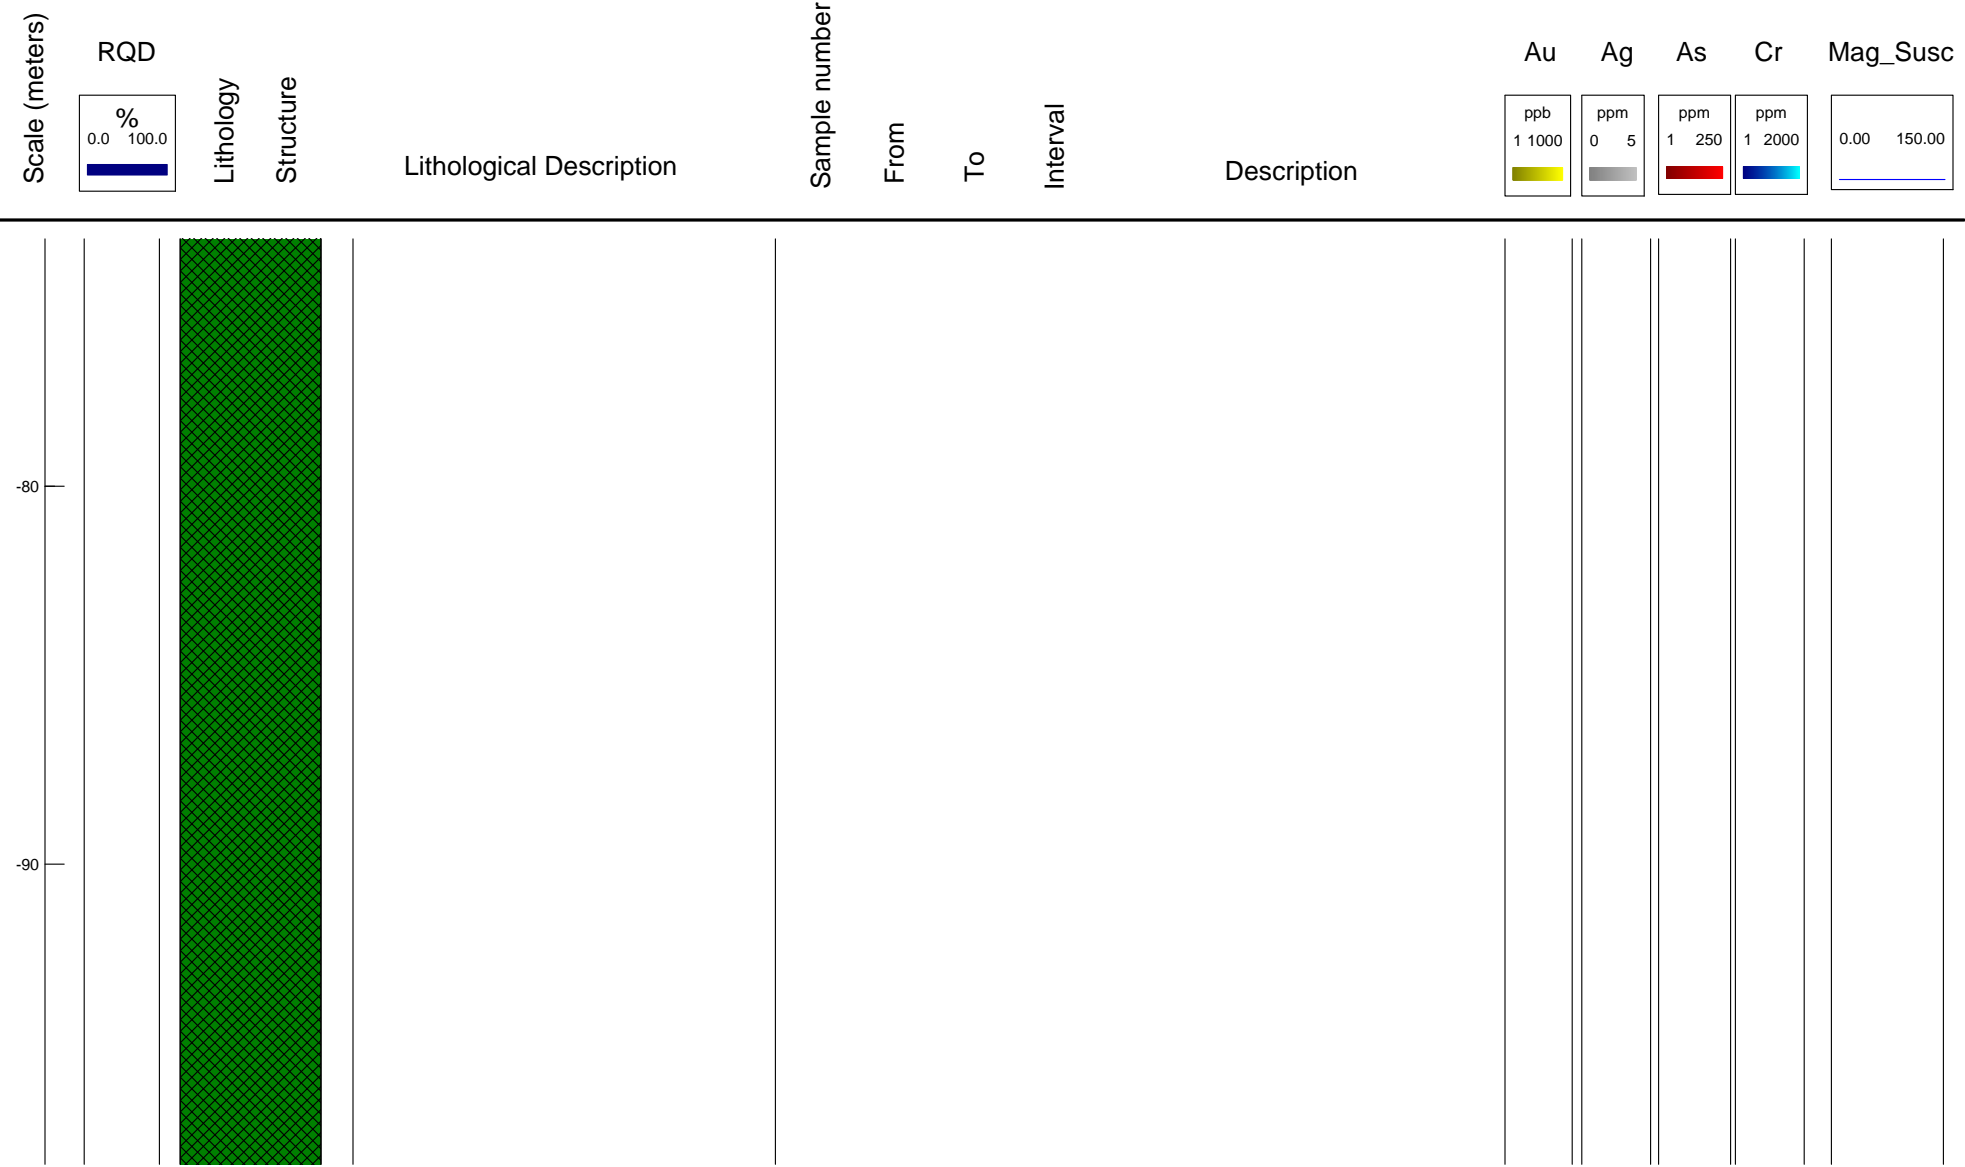 Scale (meters)
RQD
%
0.0 100.0
Lithology
Structure
Lithological Description
Sample number
From
To
Interval
Description
Au
ppb
1 1000
Ag
ppm
0 5
As
ppm
1 250
Cr
ppm
1 2000
Mag_Susc
0.00 150.00
-80
-90